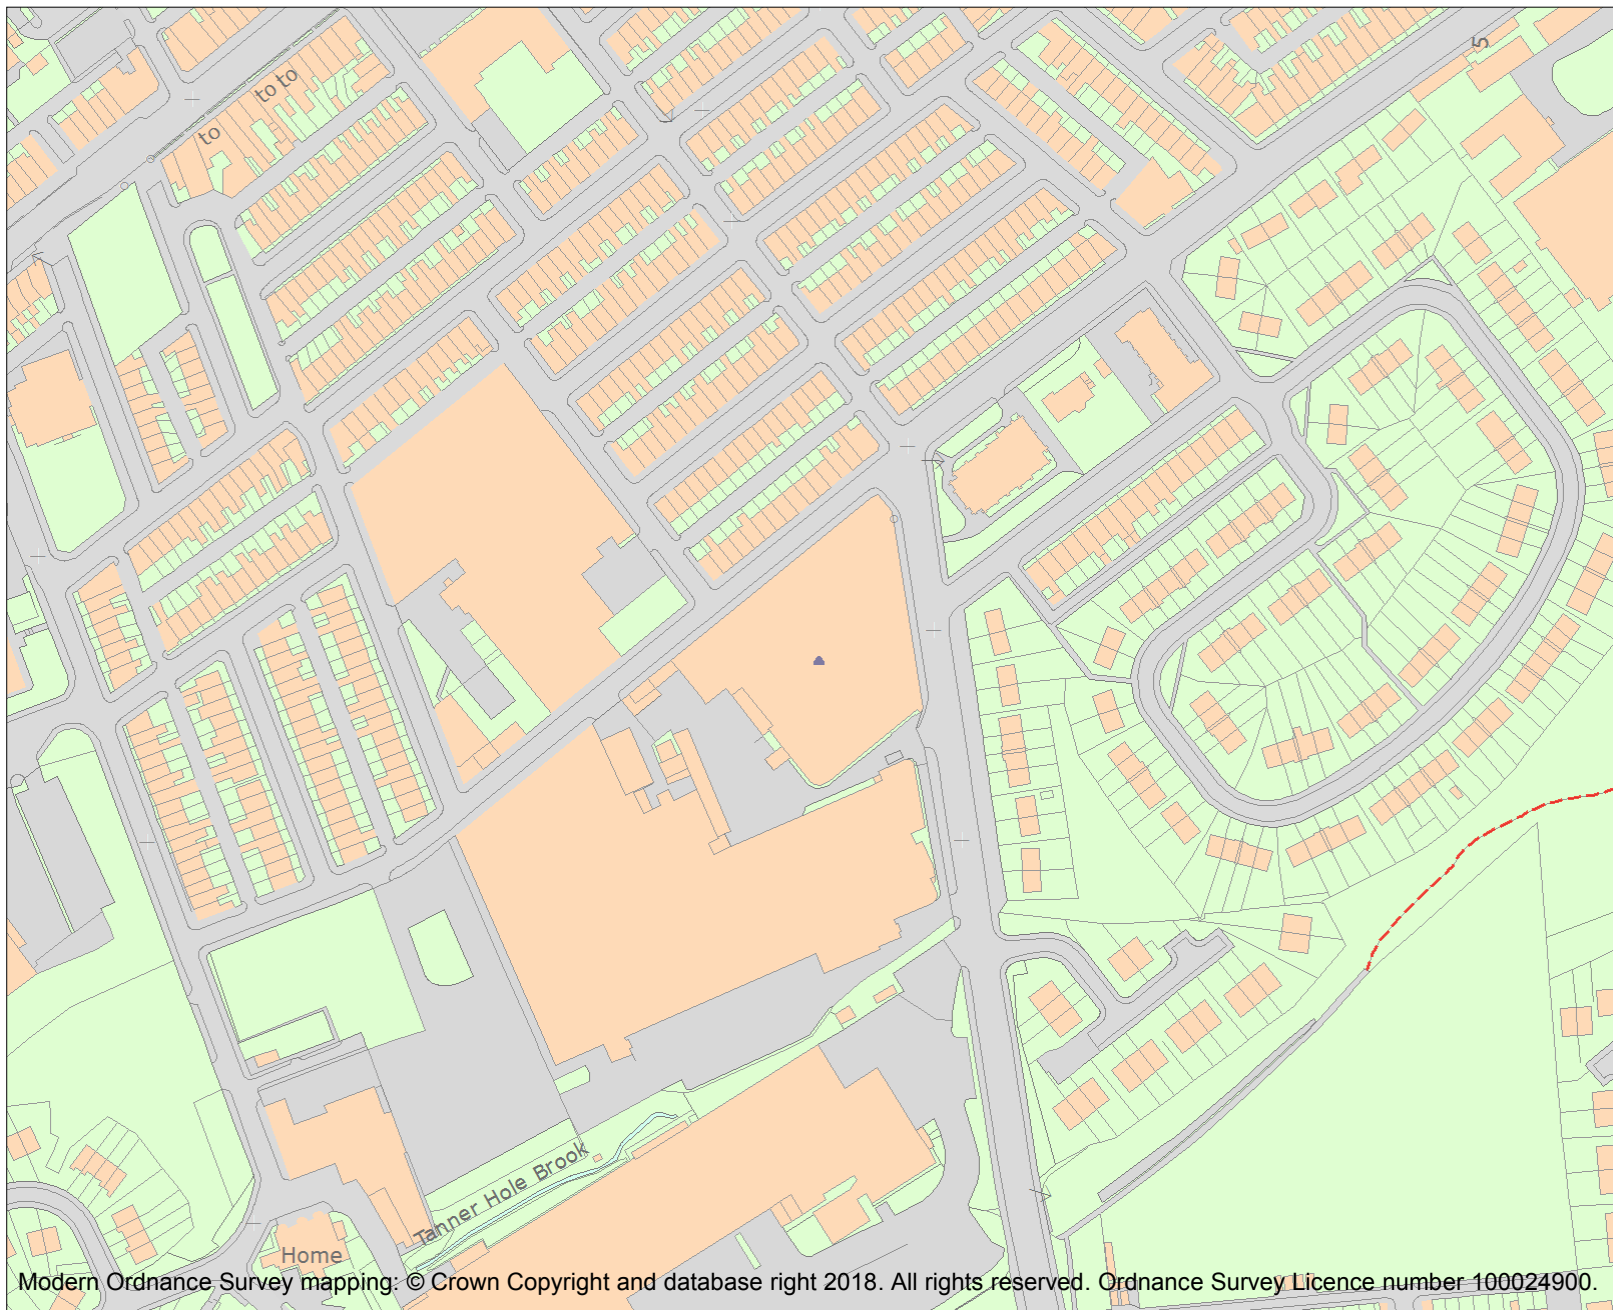 5
to to
to
Tanner Hole Brook
Home
Modern Ordnance Survey mapping: © Crown Copyright and database right 2018. All rights reserved. Ordnance Survey Licence number 100024900.